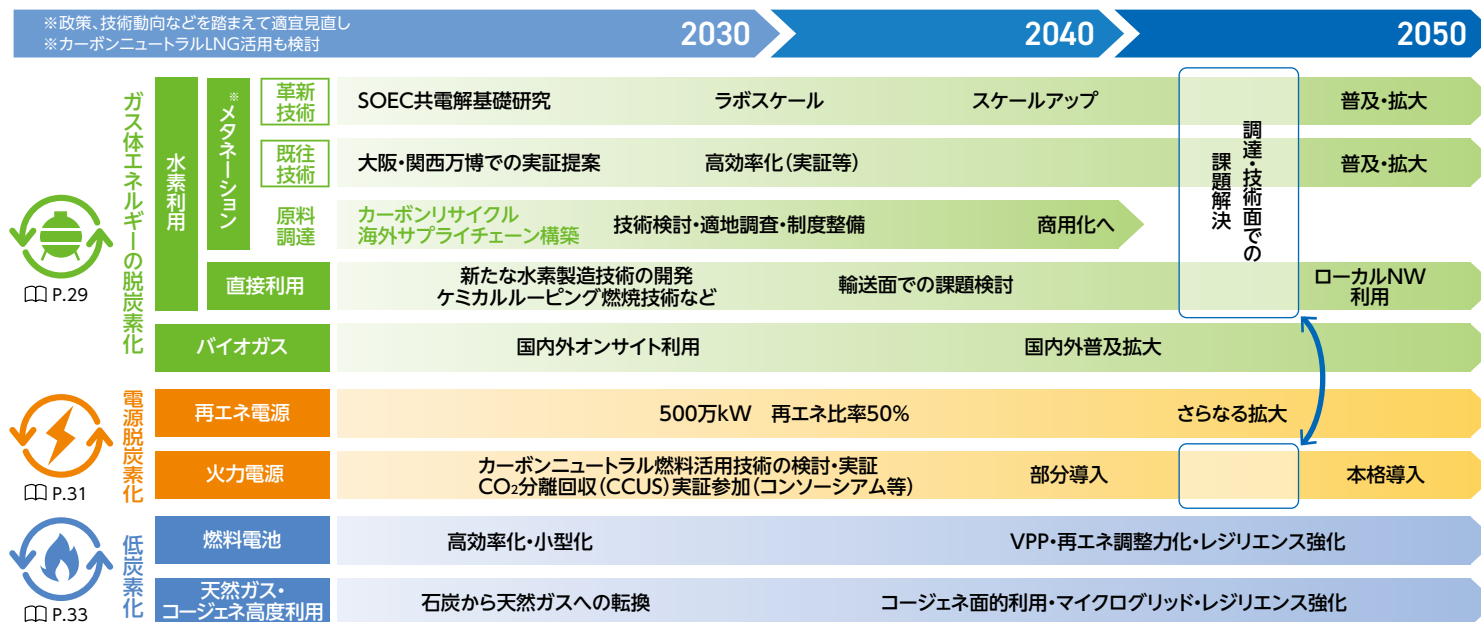 ※政策、技術動向などを踏まえて適宜見直し
※カーボンニュートラルLNG活用も検討
2030
2040
2050
ガス体エネルギーの脱炭素化
P.29
水素利用
※メタネーション
革新
技術
SOEC共電解基礎研究
ラボスケール
スケールアップ
普及・拡大
既往
技術
大阪・関西万博での実証提案
高効率化(実証等)
普及・拡大
原料
調達
カーボンリサイクル
海外サプライチェーン構築
技術検討・適地調査・制度整備
商用化へ
調達・技術面での
課題解決
直接利用
新たな水素製造技術の開発
ケミカルルーピング燃焼技術など
輸送面での課題検討
ローカルNW
利用
バイオガス
国内外オンサイト利用
国内外普及拡大
電源脱炭素化
P.31
再エネ電源
500万kW 再エネ比率50%
さらなる拡大
火力電源
カーボンニュートラル燃料活用技術の検討・実証
CO₂分離回収(CCUS)実証参加(コンソーシアム等)
部分導入
本格導入
低炭素化
P.33
燃料電池
高効率化・小型化
VPP・再エネ調整力化・レジリエンス強化
天然ガス・
コージェネ高度利用
石炭から天然ガスへの転換
コージェネ面的利用・マイクログリッド・レジリエンス強化